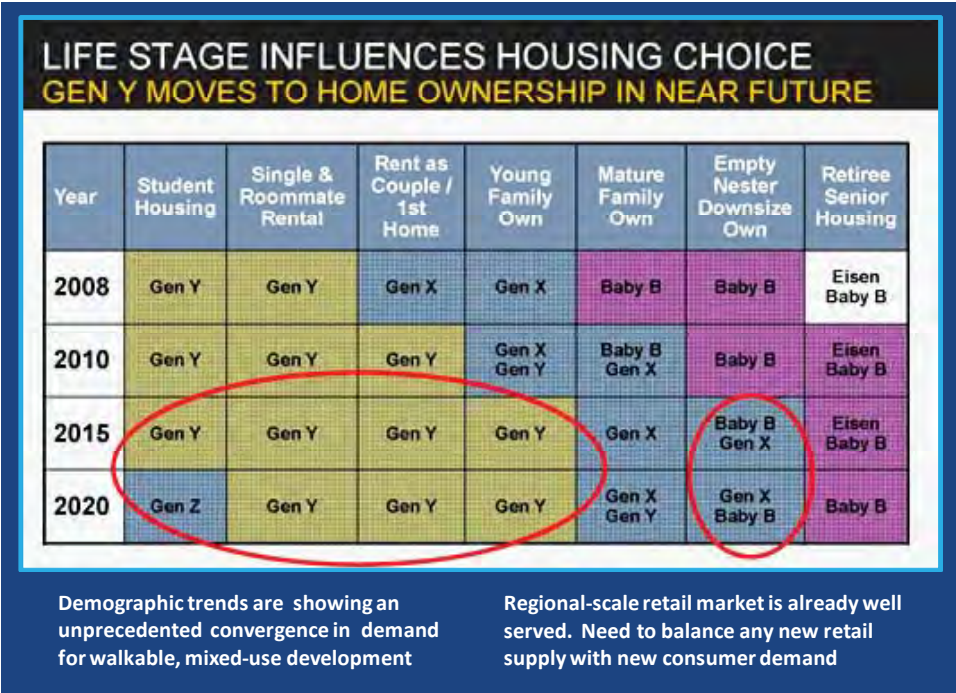 LIFE STAGE INFLUENCES HOUSING CHOICE
GEN Y MOVES TO HOME OWNERSHIP IN NEAR FUTURE
Year
Student
Housing
Single &
Roommate
Rental
Rent as
Couple /
1st
Home
Young
Family
Own
Mature
Family
Own
Empty
Nester
Downsize
Own
Retiree
Senior
Housing
2008
Gen Y
Gen Y
Gen X
Gen X
Baby B
Baby B
Eisen
Baby B
2010
Gen Y
Gen Y
Gen Y
Gen X
Gen Y
Baby B
Gen X
Baby B
Eisen
Baby B
2015
Gen Y
Gen Y
Gen Y
Gen Y
Gen X
Baby B
Gen X
Eisen
Baby B
2020
Gen Z
Gen Y
Gen Y
Gen Y
Gen X
Gen Y
Gen X
Baby B
Baby B
Demographic trends are showing an
unprecedented convergence in demand
for walkable, mixed-use development
Regional-scale retail market is already well
served. Need to balance any new retail
supply with new consumer demand